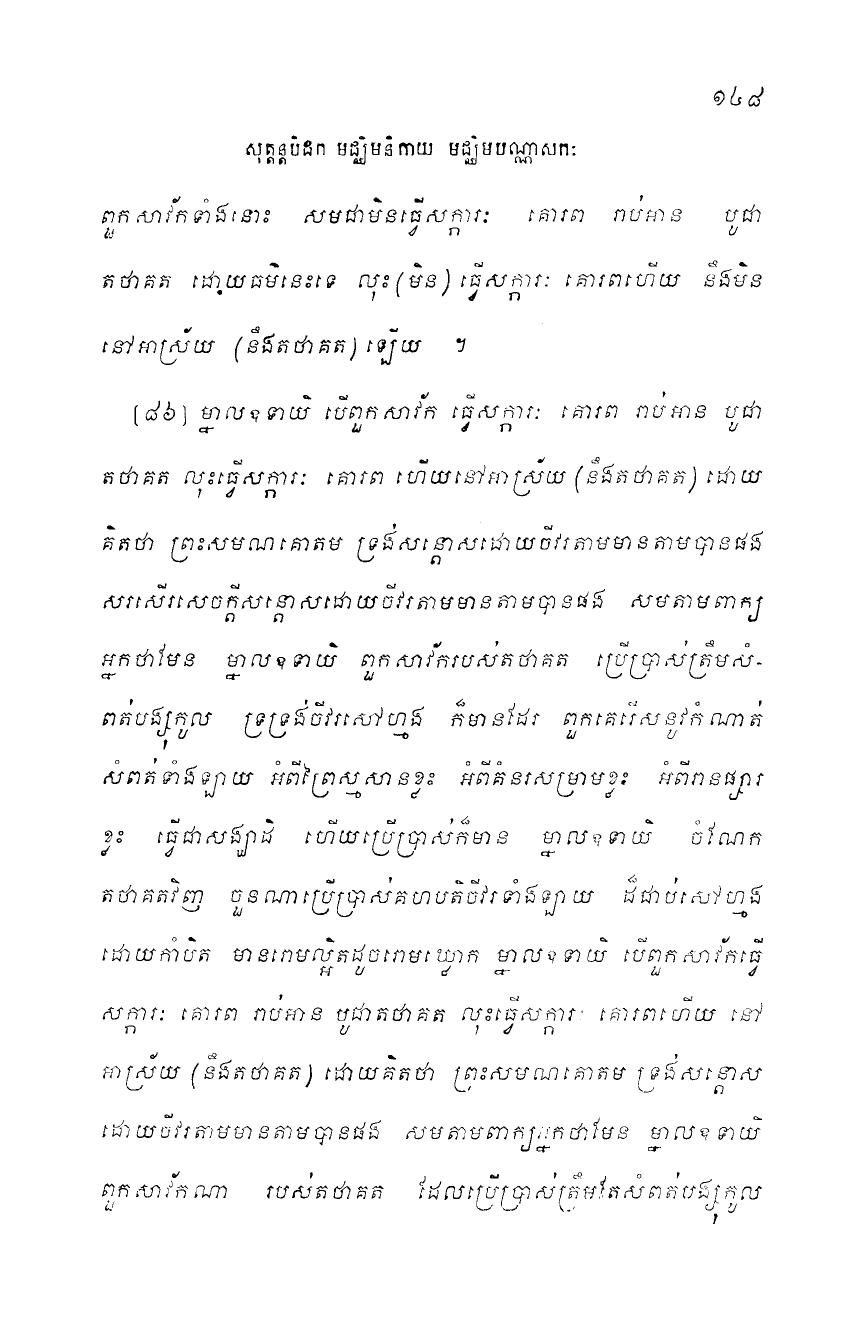 ១៤៨
សុត្តន្តបិដក មជ្ឈិមនិកាយ មជ្ឈិមបណ្ណាសកៈ
ពួកសាវ័កទាំងនោះ សមជាមិនធ្វើសក្ការៈ គោរព រាប់អាន បូជា
តថាគត ដោយធម៌នេះទេ លុះ(មិន) ធ្វើសក្ការៈ គោរពហើយ នឹងមិន
នៅអាស្រ័យ (នឹងតថាគត) ឡើយ ។
[៨៦] ម្នាលឧទាយិ បើពួកសាវ័ក ធ្វើសក្ការៈ គោរព រាប់អាន បូជា
តថាគត លុះធ្វើសក្ការៈ គោរព ហើយនៅអាស្រ័យ (នឹងតថាគត) ដោយ
គិតថា ព្រះសមណគោតម ទ្រង់សន្តោសដោយចីវរតាមមានតាមបានផង
សរសើរសេចក្តីសន្តោសដោយចីវរតាមមានតាមបានផង សមតាមពាក្យ
អ្នកថាមែន ម្នាលឧទាយិ ពួកសាវ័ករបស់តថាគត ប្រើប្រាស់ត្រឹមសំ-
ពត់បង្សុកូល ទ្រទ្រង់ចីវរសៅហ្មង ក៏មានដែរ ពួកគេរើសនូវកំណាត់
សំពត់ទាំងឡាយ អំពីព្រៃស្មសានខ្លះ អំពីគំនរសម្រាមខ្លះ អំពីរានផ្សារ
ខ្លះ ធ្វើជាសង្ឃាដិ ហើយប្រើប្រាស់ក៏មាន ម្នាលឧទាយិ ចំណែក
តថាគតវិញ ចួនណាប្រើប្រាស់គហបតិចីវរទាំងឡាយ ដ៏ជាប់សៅហ្មង
ដោយកាំបិត មានរោមល្អិតដូចរោមឃ្លោក ម្នាលឧទាយិ បើពួកសាវ័កធ្វើ
សក្ការៈ គោរព រាប់អាន បូជាតថាគត លុះធ្វើសក្ការៈ គោរពហើយ នៅ
អាស្រ័យ (នឹងតថាគត) ដោយគិតថា ព្រះសមណគោតម ទ្រង់សន្តោស
ដោយចីវរតាមមានតាមបានផង សមតាមពាក្យអ្នកថាមែន ម្នាលឧទាយិ
ពួកសាវ័កណា របស់តថាគត ដែលប្រើប្រាស់ត្រឹមតែសំពត់បង្សុកូល